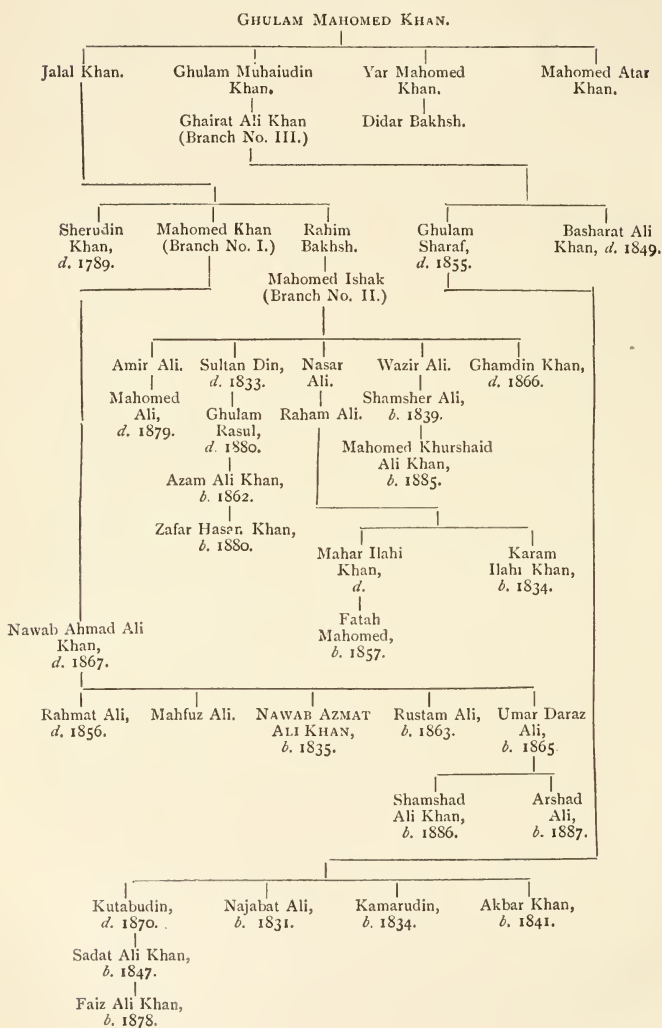 GHULAM MAHOMED KHAN.
Jalal Khan.
Ghulam Muhaiudin
Khan.
Yar Mahomed
Khan.
Mahomed Atar
Khan.
Ghairat Ali Khan
(Branch No. III.)
Didar Bakhsh.
Sherudin
Khan,
d. 1789.
Mahomed Khan
(Branch No. I.)
Rahim
Bakhsh.
Ghulam
Sharaf,
d. 1855.
Basharat Ali
Khan, d. 1849.
Mahomed Ishak
(Branch No. II.)
Amir Ali.
Sultan Din,
d. 1833.
Nasar
Ali.
Wazir Ali.
Ghamdin Khan,
d. 1866.
Mahomed
Ali,
d. 1879.
Ghulam
Rasul,
d. 1880.
Raham Ali.
Shamsher Ali,
b. 1839.
Azam Ali Khan,
b. 1862.
Mahomed Khurshaid
Ali Khan,
b. 1885.
Zafar Hasan Khan,
b. 1880.
Mahar Ilahi
Khan,
d.
Karam
Ilahi Khan,
b. 1834.
Fatah
Mahomed,
b. 1857.
Nawab Ahmad Ali
Khan,
d. 1867.
Rahmat Ali,
d. 1856.
Mahfuz Ali.
NAWAB AZMAT
ALI KHAN,
b. 1835.
Rustam Ali,
b. 1863.
Umar Daraz
Ali,
b. 1865
Shamshad
Ali Khan,
b. 1886.
Arshad
Ali,
b. 1887.
Kutabudin,
d. 1870.
Najabat Ali,
b. 1831.
Kamarudin,
b. 1834.
Akbar Khan,
b. 1841.
Sadat Ali Khan,
b. 1847.
Faiz Ali Khan,
b. 1878.